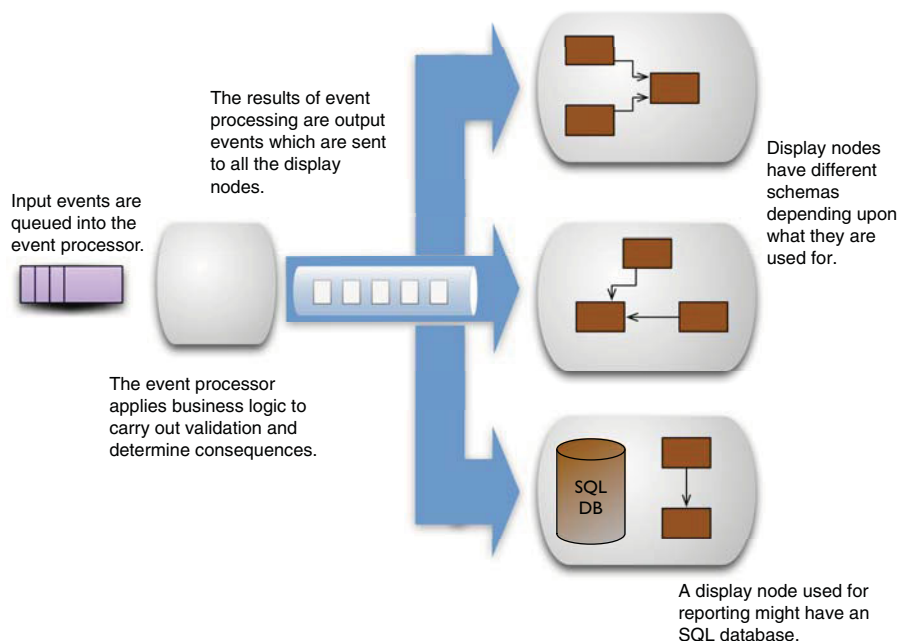 The results of event
processing are output
events which are sent
to all the display
nodes.
Input events are
queued into the
event processor.
Display nodes
have different
schemas
depending upon
what they are
used for.
The event processor
applies business logic to
carry out validation and
determine consequences.
SQL
DB
A display node used for
reporting might have an
SQL database.